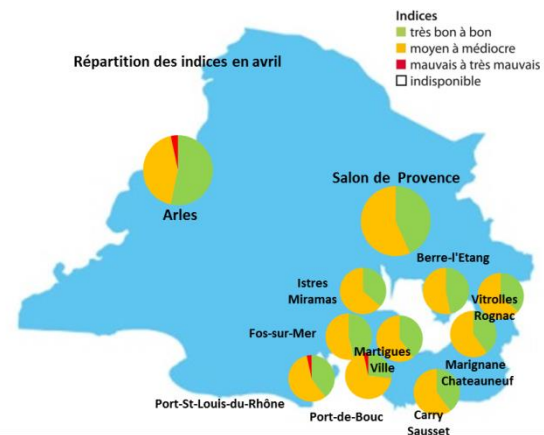 Indices
très bon à bon
moyen à médiocre
mauvais à très mauvais
indisponible
Répartition des indices en avril
Arles
Salon de Provence
Berre-l'Etang
Istres
Miramas
Vitrolles
Rognac
Fos-sur-Mer
Martigues
Ville
Marignane
Chateauneuf
Port-St-Louis-du-Rhône
Port-de-Bouc
Carry
Sausset